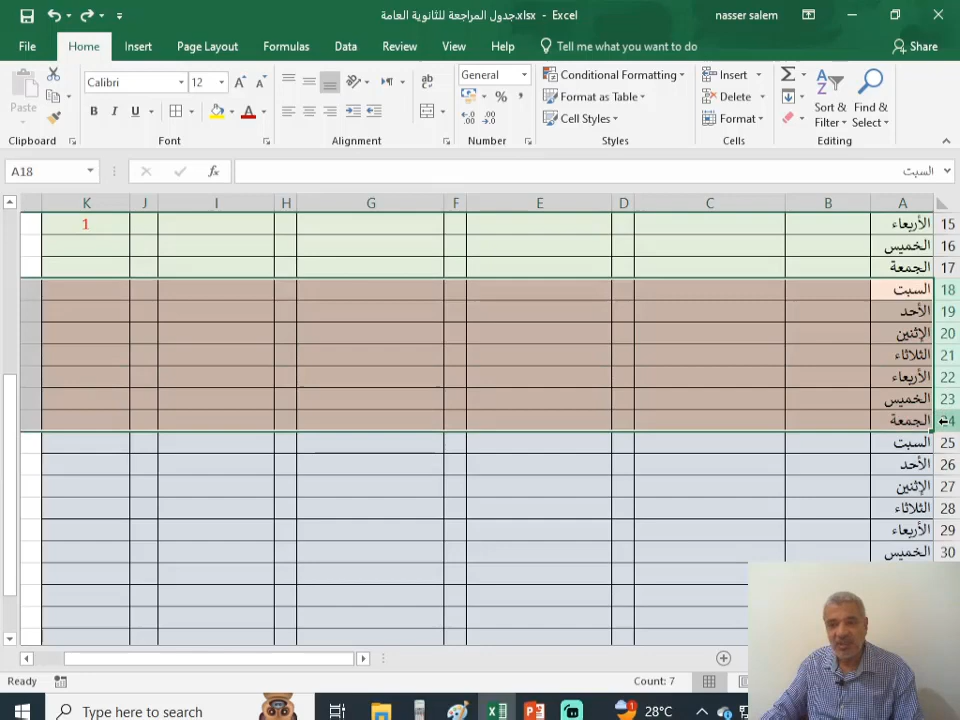 جدول المراجعة للثانوية العامة.xlsx - Excel
nasser salem
File Home Insert Page Layout Formulas Data Review View Help Tell me what you want to do Share
Paste
Calibri 12
B I U
General
%
Conditional Formatting
Format as Table
Cell Styles
Insert
Delete
Format
Sort & Filter
Find & Select
Clipboard Font Alignment Number Styles Cells Editing
A18 fx السبت
K J I H G F E D C B A
1 الأربعاء 15
الخميس 16
الجمعة 17
السبت 18
الأحد 19
الإثنين 20
الثلاثاء 21
الأربعاء 22
الخميس 23
الجمعة 24
السبت 25
الأحد 26
الإثنين 27
الثلاثاء 28
الأربعاء 29
الخميس 30
Ready Count: 7
Type here to search 28°C